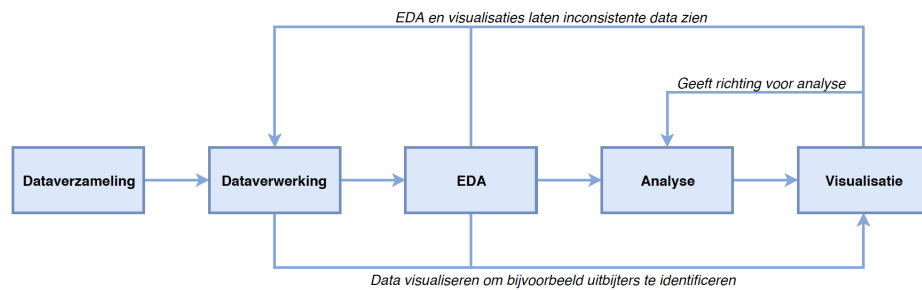 EDA en visualisaties laten inconsistente data zien
Geeft richting voor analyse
Dataverzameling
Dataverwerking
EDA
Analyse
Visualisatie
Data visualiseren om bijvoorbeeld uitbijters te identificeren